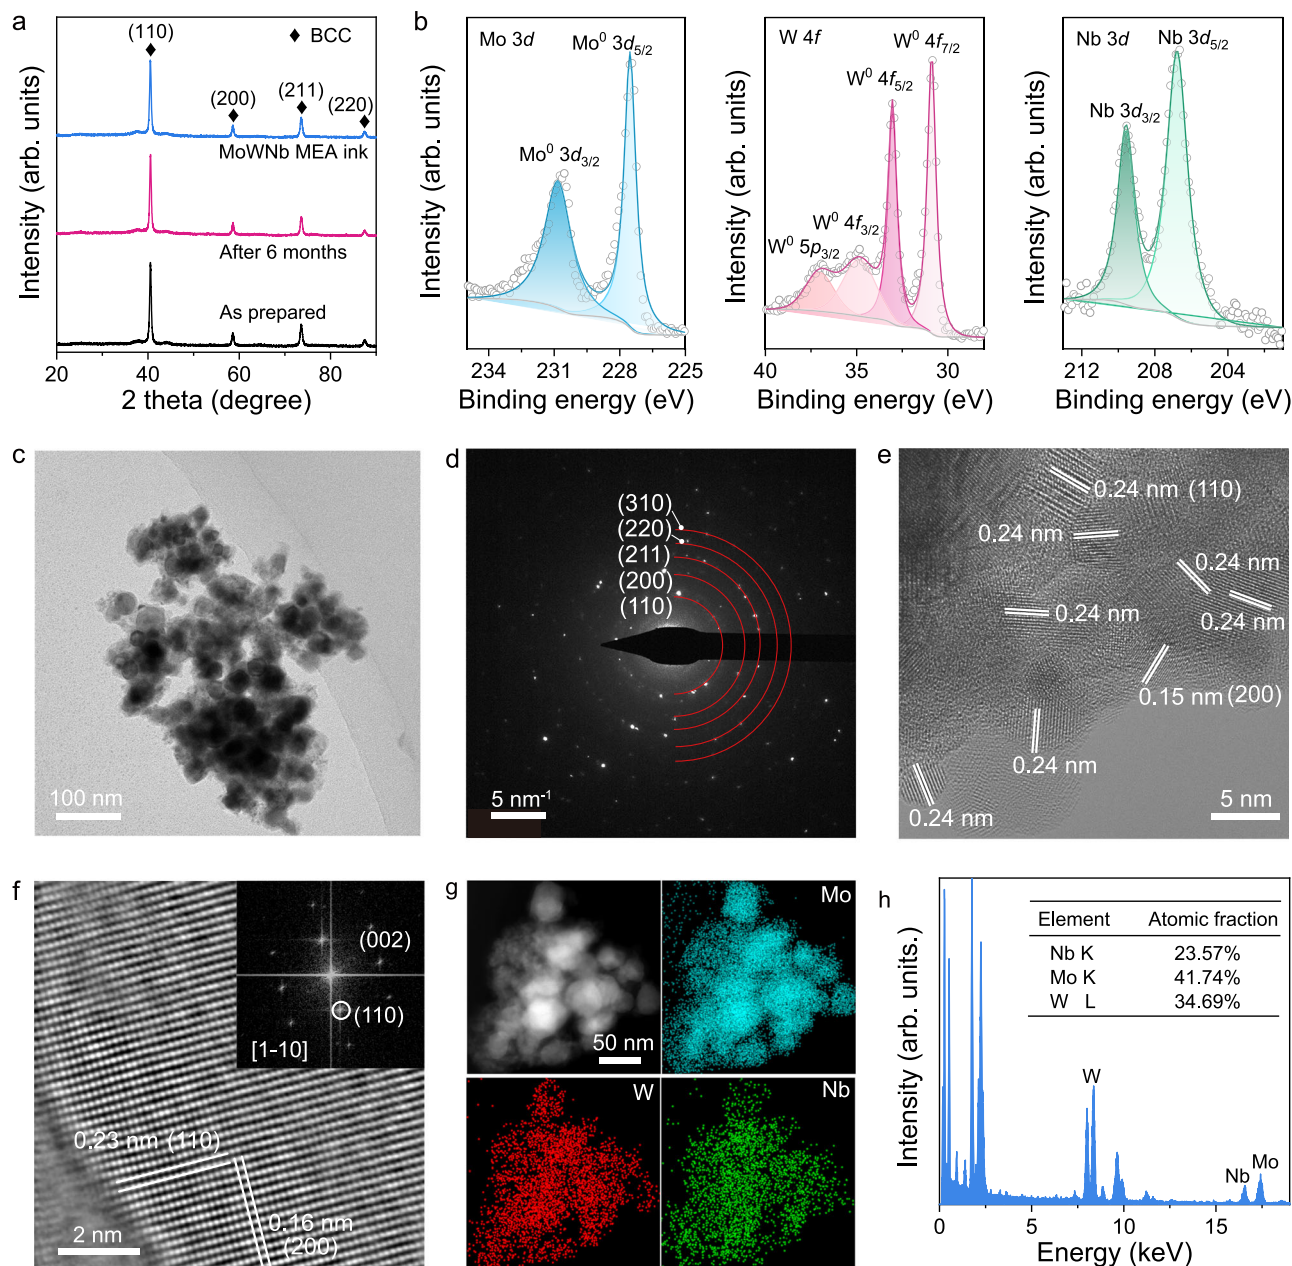 a
(110)
◆ BCC
(200)
(211)
(220)
MoWNb MEA ink
After 6 months
As prepared
Intensity (arb. units)
20 40 60 80
2 theta (degree)
b
Mo 3d
Mo⁰ 3d5/2
Mo⁰ 3d3/2
Intensity (arb. units)
234 231 228 225
Binding energy (eV)
W 4f
W⁰ 4f7/2
W⁰ 4f5/2
W⁰ 4f3/2
W⁰ 5p3/2
Intensity (arb. units)
40 35 30
Binding energy (eV)
Nb 3d
Nb 3d5/2
Nb 3d3/2
Intensity (arb. units)
212 208 204
Binding energy (eV)
c
100 nm
d
(310)
(220)
(211)
(200)
(110)
5 nm⁻¹
e
0.24 nm (110)
0.24 nm
0.24 nm
0.24 nm
0.24 nm
0.15 nm (200)
0.24 nm
0.24 nm
5 nm
f
(002)
(110)
[1-10]
0.23 nm (110)
0.16 nm
(200)
2 nm
g
Mo
50 nm
W
Nb
h
Element Atomic fraction
Nb K 23.57%
Mo K 41.74%
W L 34.69%
W
Nb
Mo
Intensity (arb. units.)
0 5 10 15
Energy (keV)